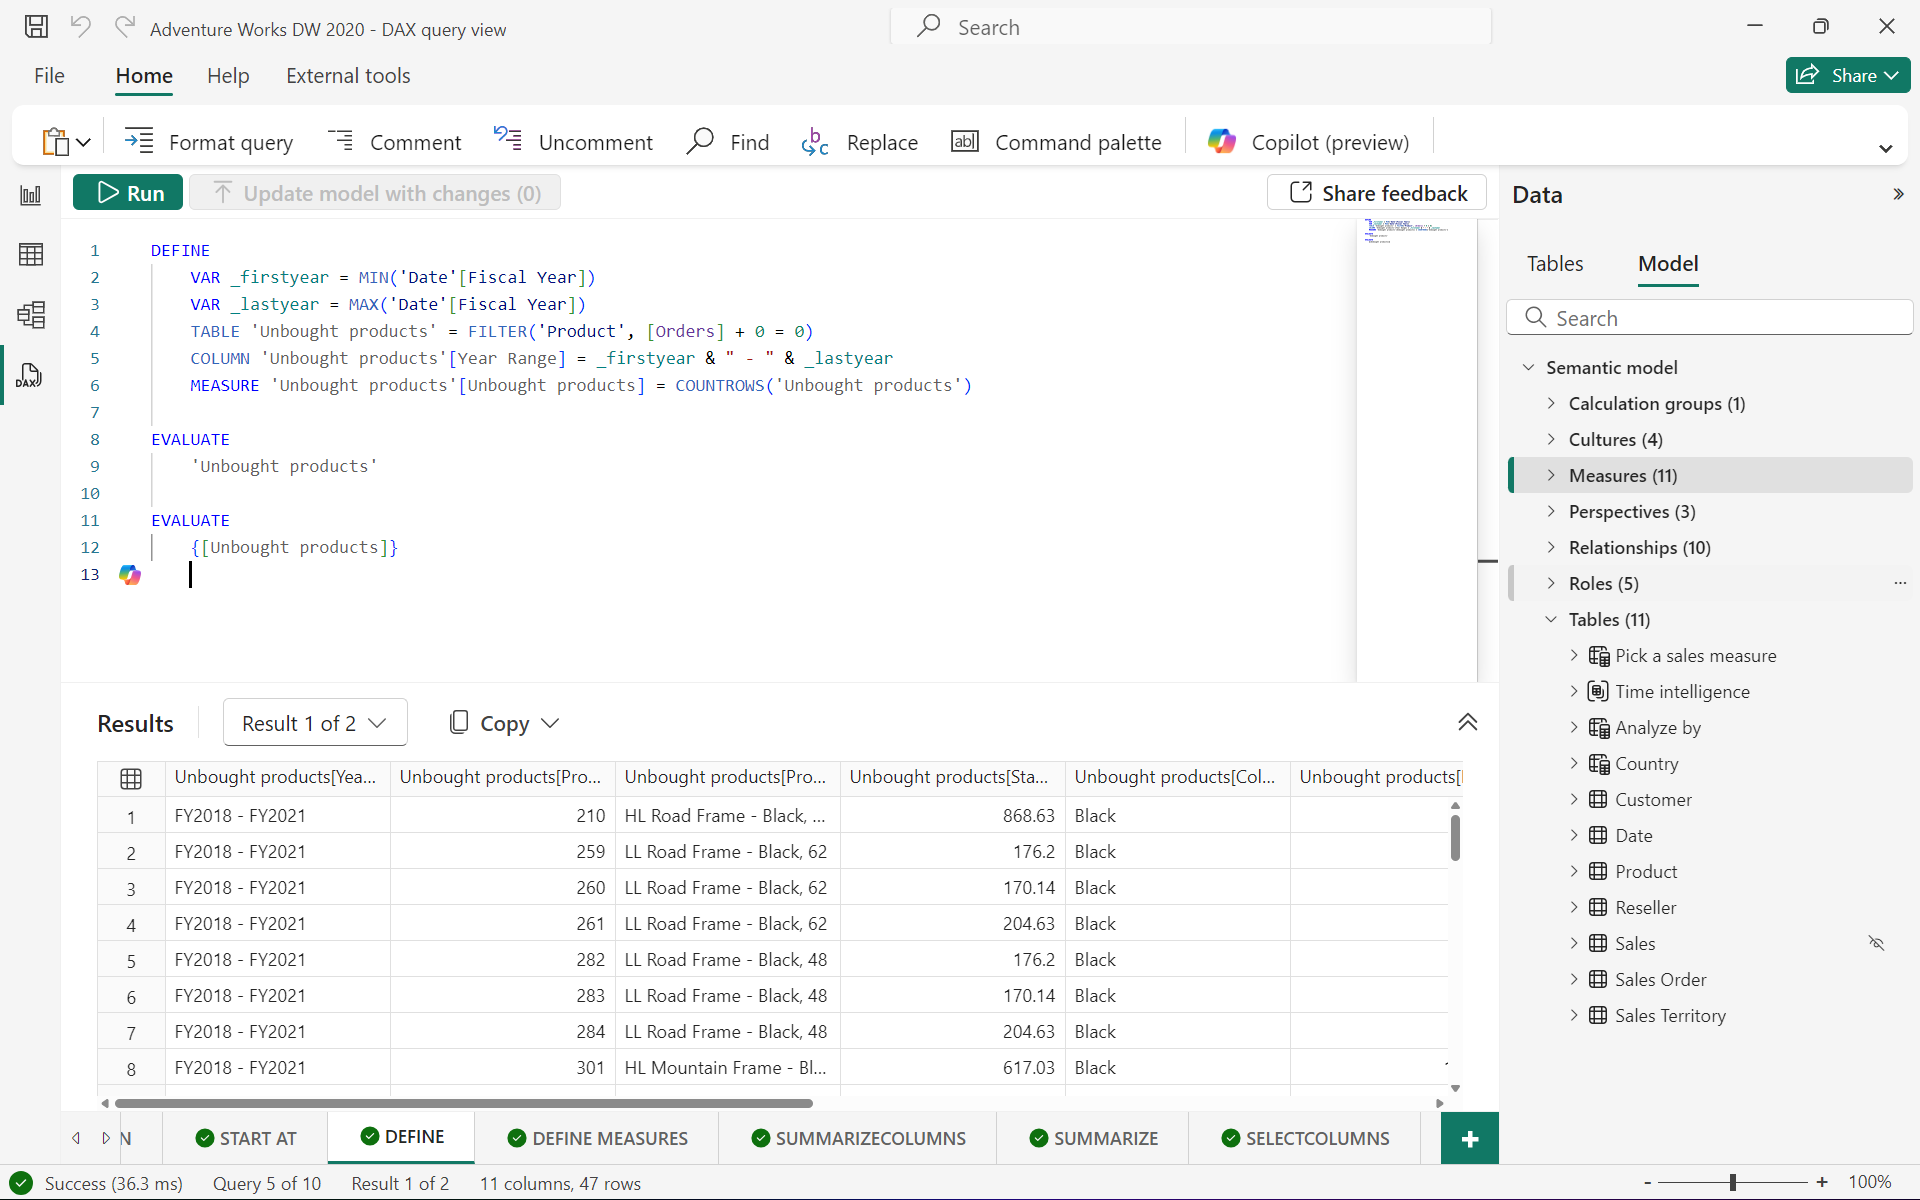 Adventure Works DW 2020 - DAX query view
Search
File
Home
Help
External tools
Share
Format query
Comment
Uncomment
Find
Replace
Command palette
Copilot (preview)
Run
Update model with changes (0)
Share feedback
1 DEFINE
2 VAR _firstyear = MIN('Date'[Fiscal Year])
3 VAR _lastyear = MAX('Date'[Fiscal Year])
4 TABLE 'Unbought products' = FILTER('Product', [Orders] + 0 = 0)
5 COLUMN 'Unbought products'[Year Range] = _firstyear & " - " & _lastyear
6 MEASURE 'Unbought products'[Unbought products] = COUNTROWS('Unbought products')
7
8 EVALUATE
9 'Unbought products'
10
11 EVALUATE
12 {[Unbought products]}
13
Results
Result 1 of 2
Copy
Unbought products[Yea... Unbought products[Pro... Unbought products[Pro... Unbought products[Sta... Unbought products[Col... Unbought products[
1 FY2018 - FY2021 210 HL Road Frame - Black, ... 868.63 Black
2 FY2018 - FY2021 259 LL Road Frame - Black, 62 176.2 Black
3 FY2018 - FY2021 260 LL Road Frame - Black, 62 170.14 Black
4 FY2018 - FY2021 261 LL Road Frame - Black, 62 204.63 Black
5 FY2018 - FY2021 282 LL Road Frame - Black, 48 176.2 Black
6 FY2018 - FY2021 283 LL Road Frame - Black, 48 170.14 Black
7 FY2018 - FY2021 284 LL Road Frame - Black, 48 204.63 Black
8 FY2018 - FY2021 301 HL Mountain Frame - Bl... 617.03 Black
N
START AT
DEFINE
DEFINE MEASURES
SUMMARIZECOLUMNS
SUMMARIZE
SELECTCOLUMNS
+
Success (36.3 ms)
Query 5 of 10
Result 1 of 2
11 columns, 47 rows
- + 100%
Data
Tables
Model
Search
Semantic model
Calculation groups (1)
Cultures (4)
Measures (11)
Perspectives (3)
Relationships (10)
Roles (5)
...
Tables (11)
Pick a sales measure
Time intelligence
Analyze by
Country
Customer
Date
Product
Reseller
Sales
Sales Order
Sales Territory
DAX